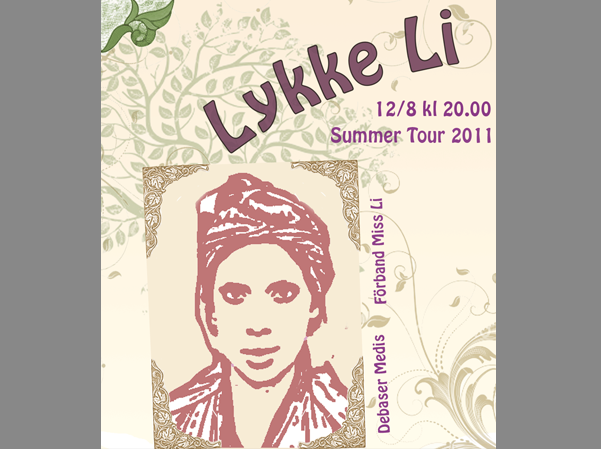 Lykke Li
12/8 kl 20.00
Summer Tour 2011
Förband Miss Li
Debaser Medis